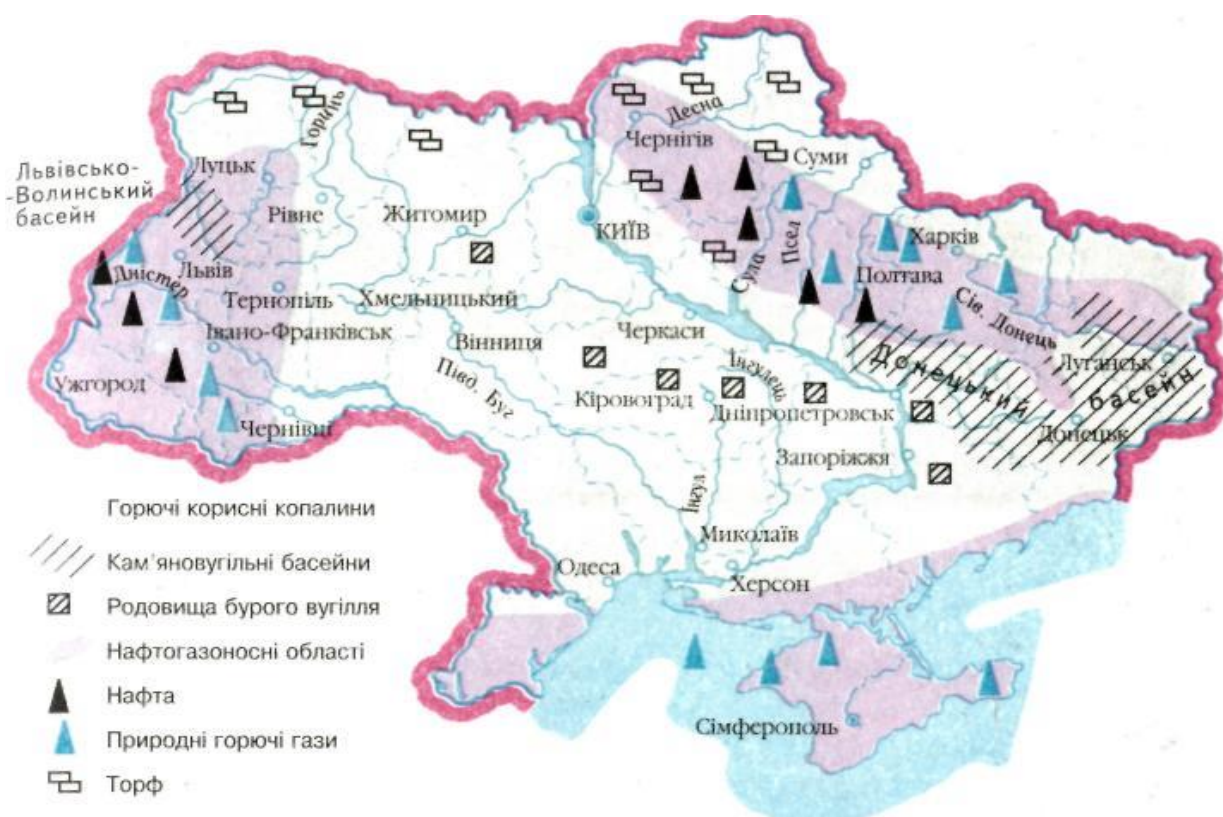 Десна
Чернігів
Горинь
Суми
Львівсько-
-Волинський
басейн
Луцьк
Рівне
Житомир
КИЇВ
Сула
Псел
Харків
Полтава
Дністер
Львів
Тернопіль
Хмельницький
Сів. Донець
Івано-Франківськ
Вінниця
Черкаси
Луганськ
Ужгород
Півд. Буг
Кіровоград
Інгулець
Дніпропетровськ
Донецький
басейн
Донецьк
Чернівці
Запоріжжя
Інгул
Миколаїв
Одеса
Херсон
Сімферополь
Горючі корисні копалини
Кам’яновугільні басейни
Родовища бурого вугілля
Нафтогазоносні області
Нафта
Природні горючі гази
Торф